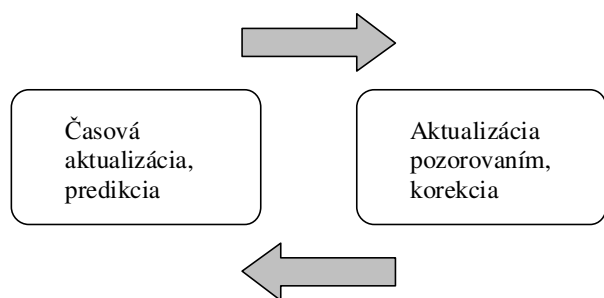 Časová
aktualizácia,
predikcia
Aktualizácia
pozorovaním,
korekcia